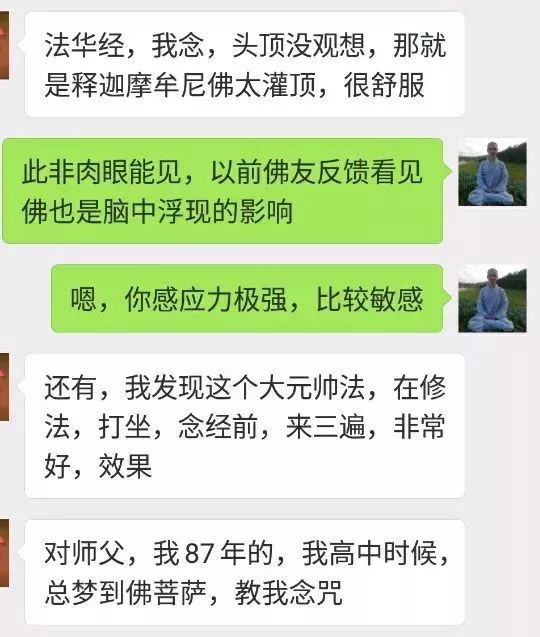 法华经，我念，头顶没观想，那就
是释迦摩牟尼佛太灌顶，很舒服
此非肉眼能见，以前佛友反馈看见
佛也是脑中浮现的影响
嗯，你感应力极强，比较敏感
还有，我发现这个大元帅法，在修
法，打坐，念经前，来三遍，非常
好，效果
对师父，我87年的，我高中时候，
总梦到佛菩萨，教我念咒